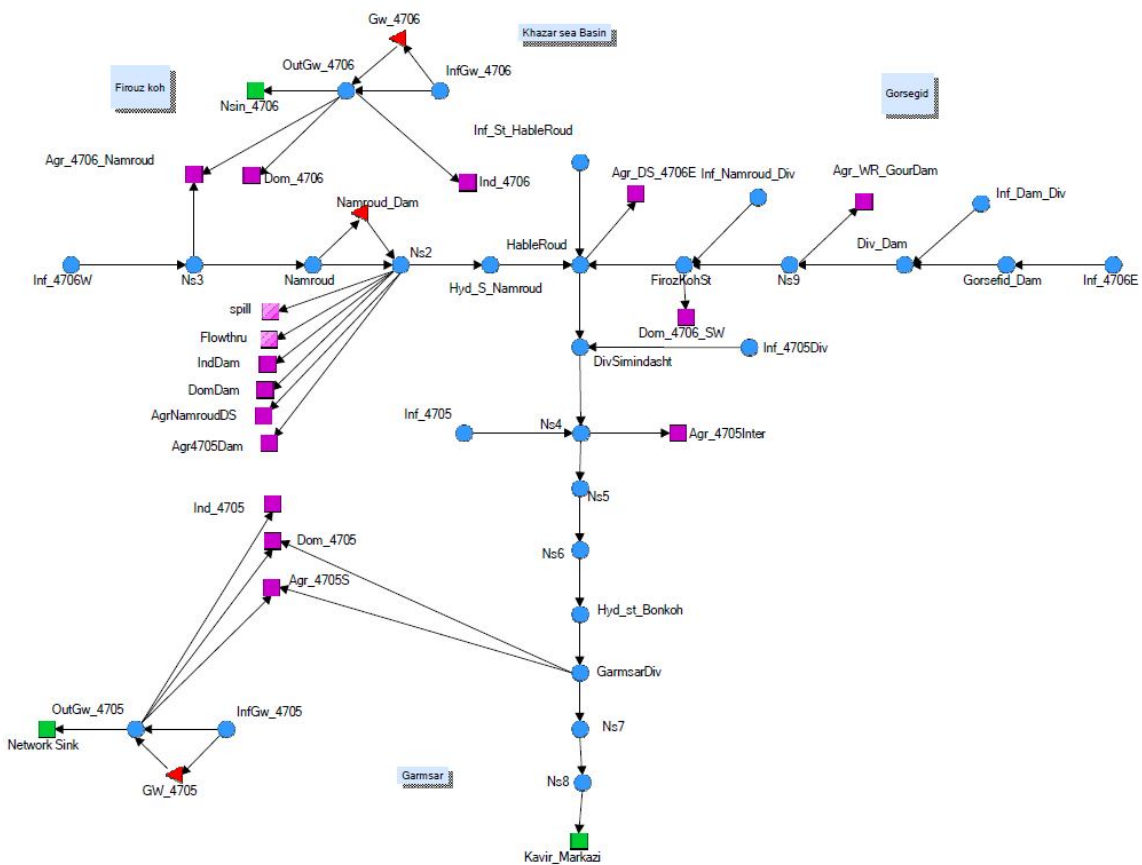 Gw_4706
Khazar sea Basin
OutGw_4706
InfGw_4706
Firouz koh
Gorsegid
Nsin_4706
Inf_St_HableRoud
Agr_4706_Namroud
Dom_4706
Ind_4706
Agr_DS_4706E
Inf_Namroud_Div
Agr_WR_GourDam
Inf_Dam_Div
Namroud_Dam
Ns2
HableRoud
Div_Dam
Inf_4706W
Ns3
Namroud
Hyd_S_Namroud
FirozKohSt
Ns9
Gorsefid_Dam
Inf_4706E
spill
Flowthru
Dom_4706_SW
IndDam
DivSimindasht
Inf_4705Div
DomDam
AgrNamroudDS
Inf_4705
Ns4
Agr_4705Inter
Agr4705Dam
Ind_4705
Ns5
Dom_4705
Ns6
Agr_4705S
Hyd_st_Bonkoh
GarmsarDiv
OutGw_4705
InfGw_4705
Ns7
Network Sink
Garmsar
Ns8
GW_4705
Kavir_Markazi